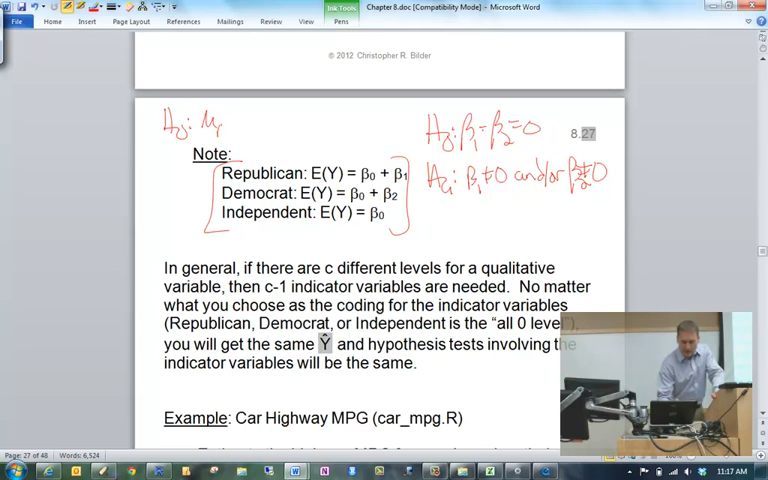 Ink Tools
Chapter 8.doc [Compatibility Mode] - Microsoft Word
File
Home
Insert
Page Layout
References
Mailings
Review
View
Pens
© 2012 Christopher R. Bilder
8.27
H₀: μr
H₀: β₁ = β₂ = 0
Hₐ: β₁ ≠ 0 and/or β₂ ≠ 0
Note:
Republican: E(Y) = β₀ + β₁
Democrat: E(Y) = β₀ + β₂
Independent: E(Y) = β₀
In general, if there are c different levels for a qualitative
variable, then c-1 indicator variables are needed.  No matter
what you choose as the coding for the indicator variables
(Republican, Democrat, or Independent is the “all 0 level”),
you will get the same Ŷ and hypothesis tests involving the
indicator variables will be the same.
Example: Car Highway MPG (car_mpg.R)
Page: 27 of 48
Words: 6,524
11:17 AM